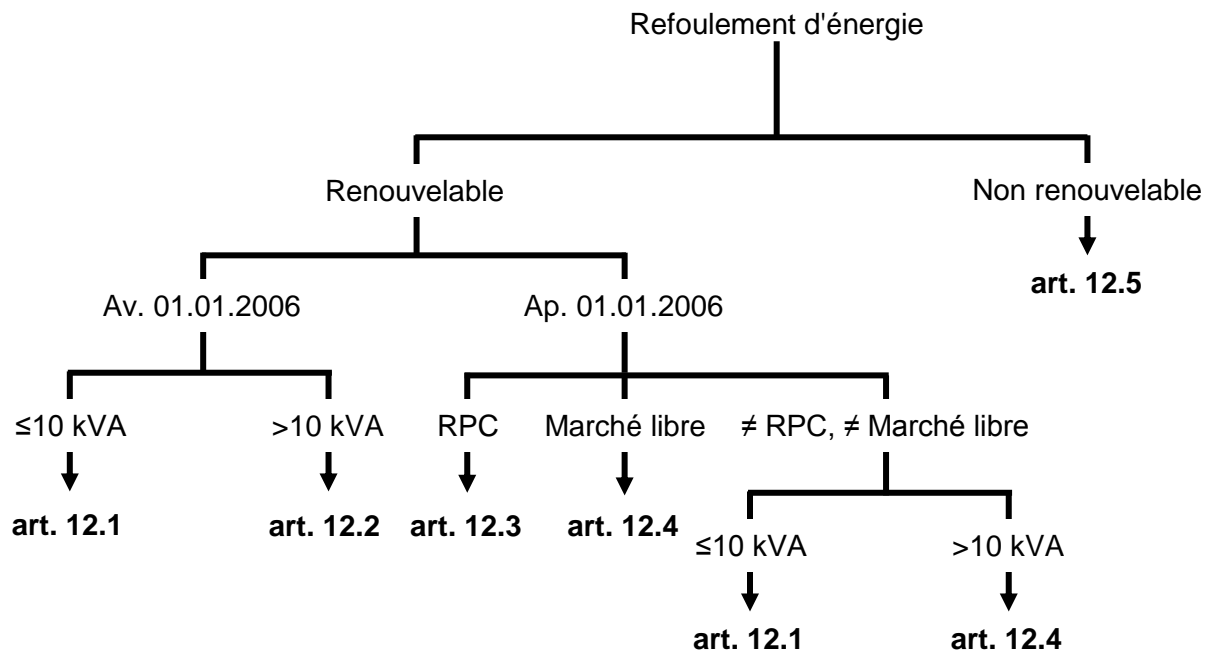 Refoulement d'énergie
Renouvelable
Non renouvelable
art. 12.5
Av. 01.01.2006
Ap. 01.01.2006
≤10 kVA
>10 kVA
RPC
Marché libre
≠ RPC, ≠ Marché libre
art. 12.1
art. 12.2
art. 12.3
art. 12.4
≤10 kVA
>10 kVA
art. 12.1
art. 12.4